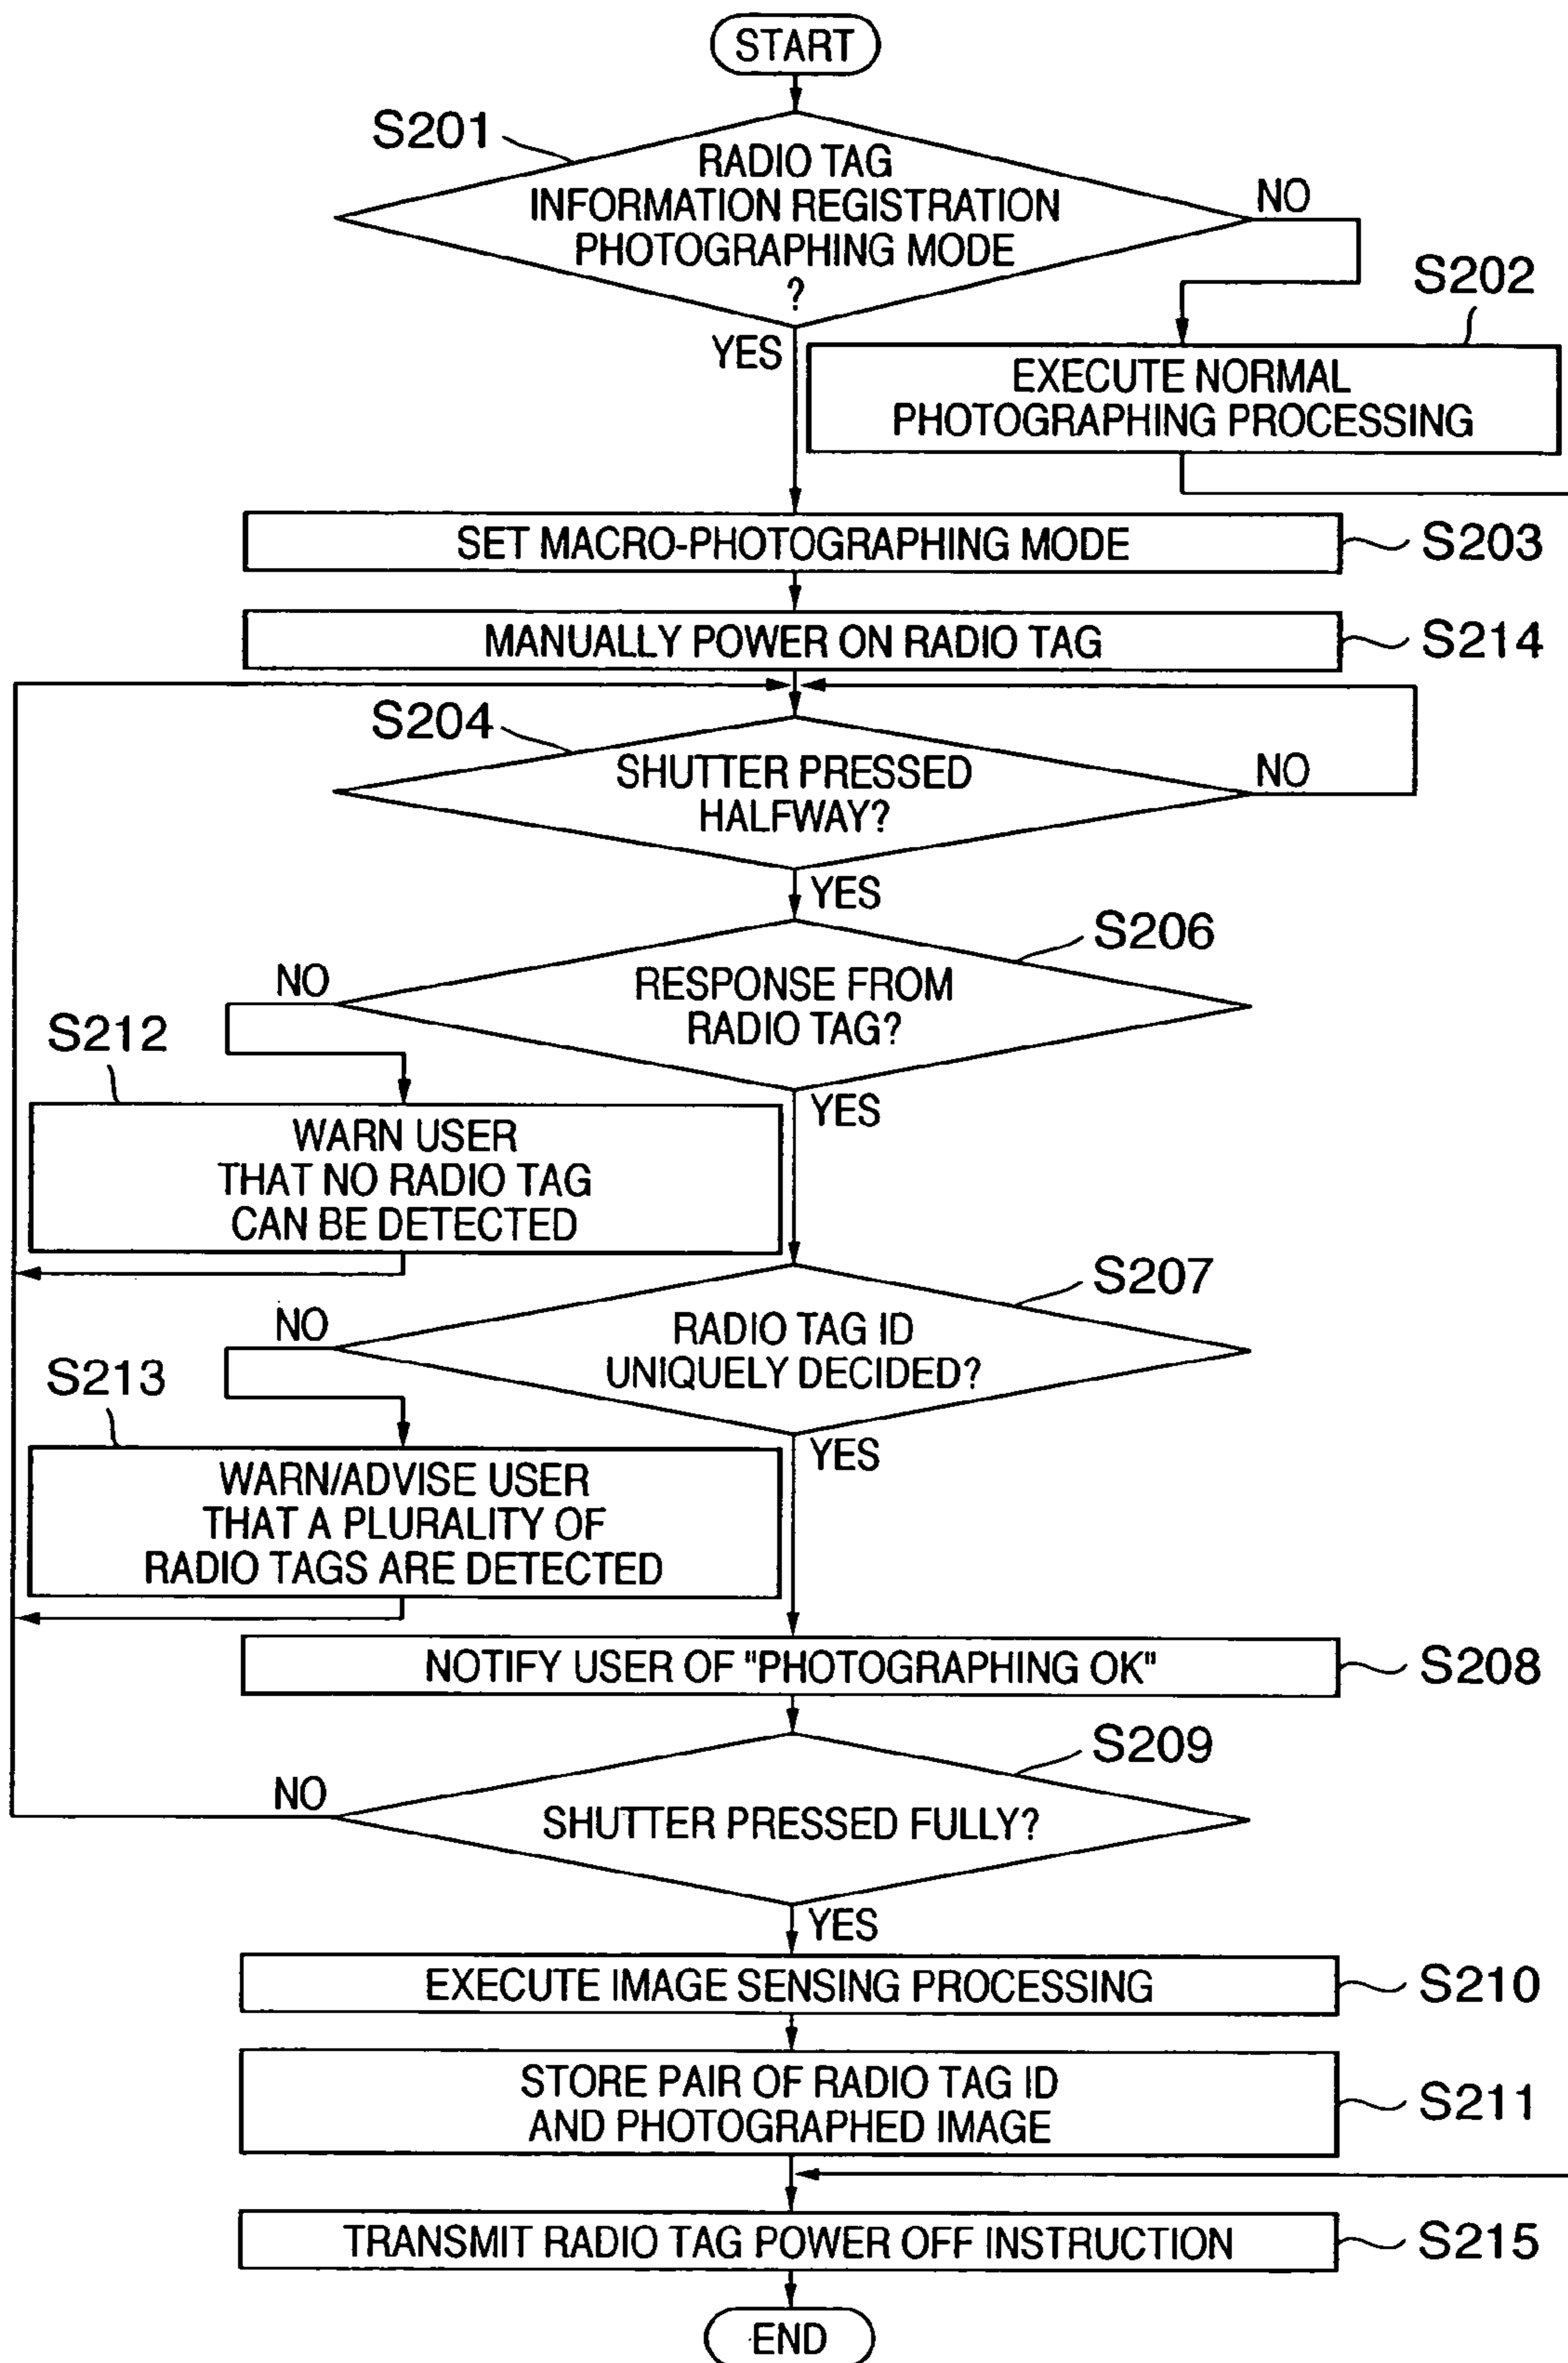 START
S201
RADIO TAG
INFORMATION REGISTRATION
PHOTOGRAPHING MODE
?
NO
YES
S202
EXECUTE NORMAL
PHOTOGRAPHING PROCESSING
SET MACRO-PHOTOGRAPHING MODE
S203
MANUALLY POWER ON RADIO TAG
S214
S204
SHUTTER PRESSED
HALFWAY?
NO
YES
S206
RESPONSE FROM
RADIO TAG?
NO
YES
S212
WARN USER
THAT NO RADIO TAG
CAN BE DETECTED
S207
RADIO TAG ID
UNIQUELY DECIDED?
NO
YES
S213
WARN/ADVISE USER
THAT A PLURALITY OF
RADIO TAGS ARE DETECTED
NOTIFY USER OF "PHOTOGRAPHING OK"
S208
S209
SHUTTER PRESSED FULLY?
NO
YES
EXECUTE IMAGE SENSING PROCESSING
S210
STORE PAIR OF RADIO TAG ID
AND PHOTOGRAPHED IMAGE
S211
TRANSMIT RADIO TAG POWER OFF INSTRUCTION
S215
END